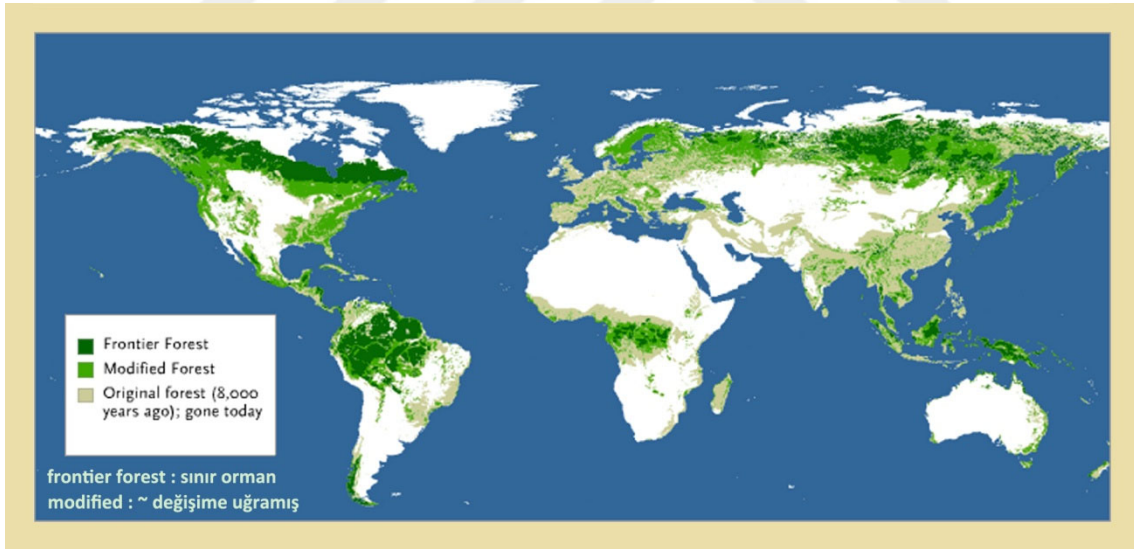 Frontier Forest
Modified Forest
Original forest (8,000
years ago); gone today
frontier forest : sınır orman
modified : ~ değişime uğramış